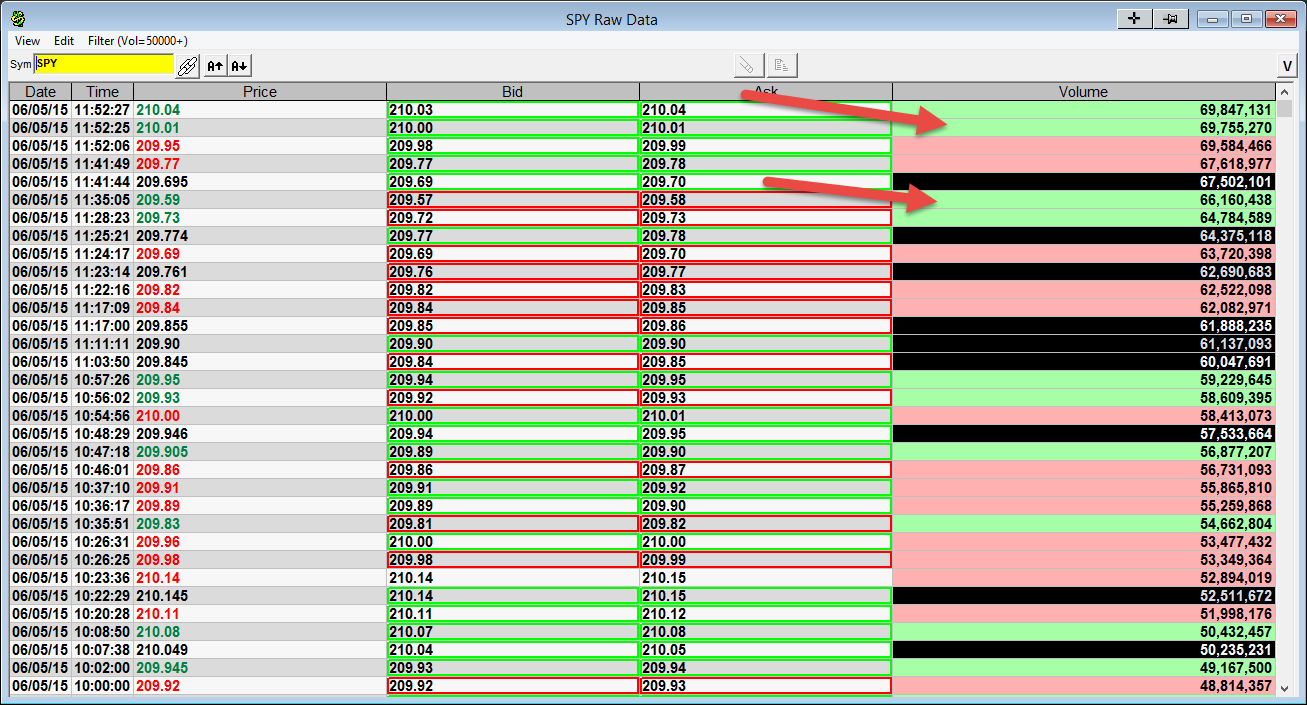 SPY Raw Data
View Edit Filter (Vol=50000+)
Sym SPY A A V
Date Time Price Bid Ask Volume
06/05/15 11:52:27 210.04 210.03 210.04 69,847,131
06/05/15 11:52:25 210.01 210.00 210.01 69,755,270
06/05/15 11:52:06 209.95 209.98 209.99 69,584,466
06/05/15 11:41:49 209.77 209.77 209.78 67,618,977
06/05/15 11:41:44 209.695 209.69 209.70 67,502,101
06/05/15 11:35:05 209.59 209.57 209.58 66,160,438
06/05/15 11:28:23 209.73 209.72 209.73 64,784,589
06/05/15 11:25:21 209.774 209.77 209.78 64,375,118
06/05/15 11:24:17 209.69 209.69 209.70 63,720,398
06/05/15 11:23:14 209.761 209.76 209.77 62,690,683
06/05/15 11:22:16 209.82 209.82 209.83 62,522,098
06/05/15 11:17:09 209.84 209.84 209.85 62,082,971
06/05/15 11:17:00 209.855 209.85 209.86 61,888,235
06/05/15 11:11:11 209.90 209.90 209.90 61,137,093
06/05/15 11:03:50 209.845 209.84 209.85 60,047,691
06/05/15 10:57:26 209.95 209.94 209.95 59,229,645
06/05/15 10:56:02 209.93 209.92 209.93 58,609,395
06/05/15 10:54:56 210.00 210.00 210.01 58,413,073
06/05/15 10:48:29 209.946 209.94 209.95 57,533,664
06/05/15 10:47:18 209.905 209.89 209.90 56,877,207
06/05/15 10:46:01 209.86 209.86 209.87 56,731,093
06/05/15 10:37:10 209.91 209.91 209.92 55,865,810
06/05/15 10:36:17 209.89 209.89 209.90 55,259,868
06/05/15 10:35:51 209.83 209.81 209.82 54,662,804
06/05/15 10:26:31 209.96 210.00 210.00 53,477,432
06/05/15 10:26:25 209.98 209.98 209.99 53,349,364
06/05/15 10:23:36 210.14 210.14 210.15 52,894,019
06/05/15 10:22:29 210.145 210.14 210.15 52,511,672
06/05/15 10:20:28 210.11 210.11 210.12 51,998,176
06/05/15 10:08:50 210.08 210.07 210.08 50,432,457
06/05/15 10:07:38 210.049 210.04 210.05 50,235,231
06/05/15 10:02:00 209.945 209.93 209.94 49,167,500
06/05/15 10:00:00 209.92 209.92 209.93 48,814,357